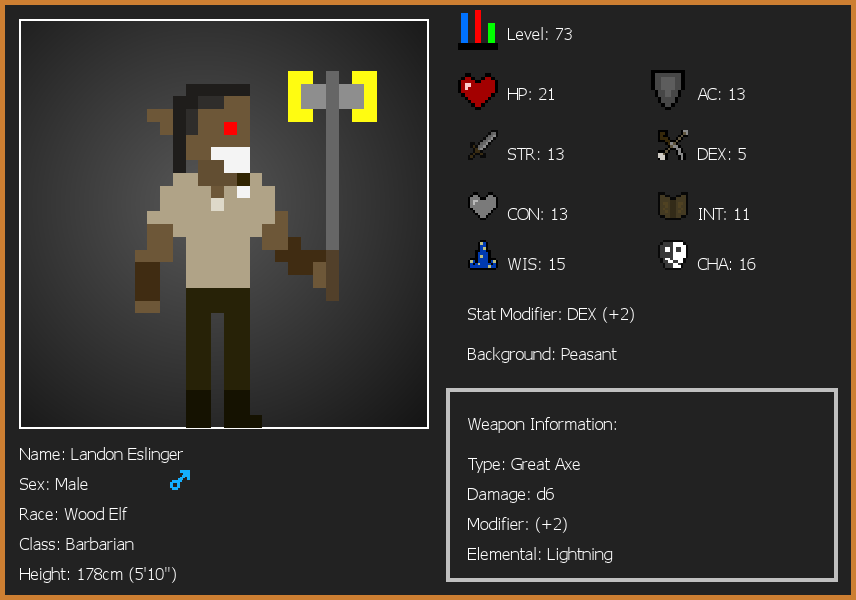 Level: 73
HP: 21
AC: 13
STR: 13
DEX: 5
CON: 13
INT: 11
WIS: 15
CHA: 16
Stat Modifier: DEX (+2)
Background: Peasant
Weapon Information:
Type: Great Axe
Damage: d6
Modifier: (+2)
Elemental: Lightning
Name: Landon Eslinger
Sex: Male
Race: Wood Elf
Class: Barbarian
Height: 178cm (5'10")